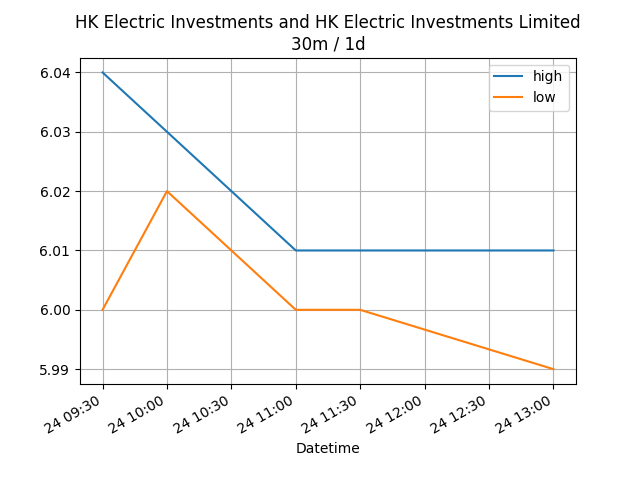 HK Electric Investments and HK Electric Investments Limited
30m / 1d
high
low
6.04
6.03
6.02
6.01
6.00
5.99
24 09:30
24 10:00
24 10:30
24 11:00
24 11:30
24 12:00
24 12:30
24 13:00
Datetime